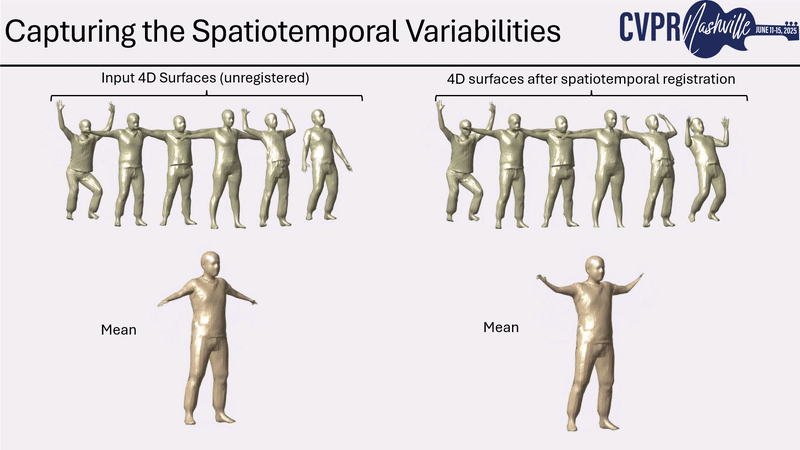 Capturing the Spatiotemporal Variabilities
CVPR Nashville JUNE 11-15, 2025
Input 4D Surfaces (unregistered)
4D surfaces after spatiotemporal registration
Mean
Mean